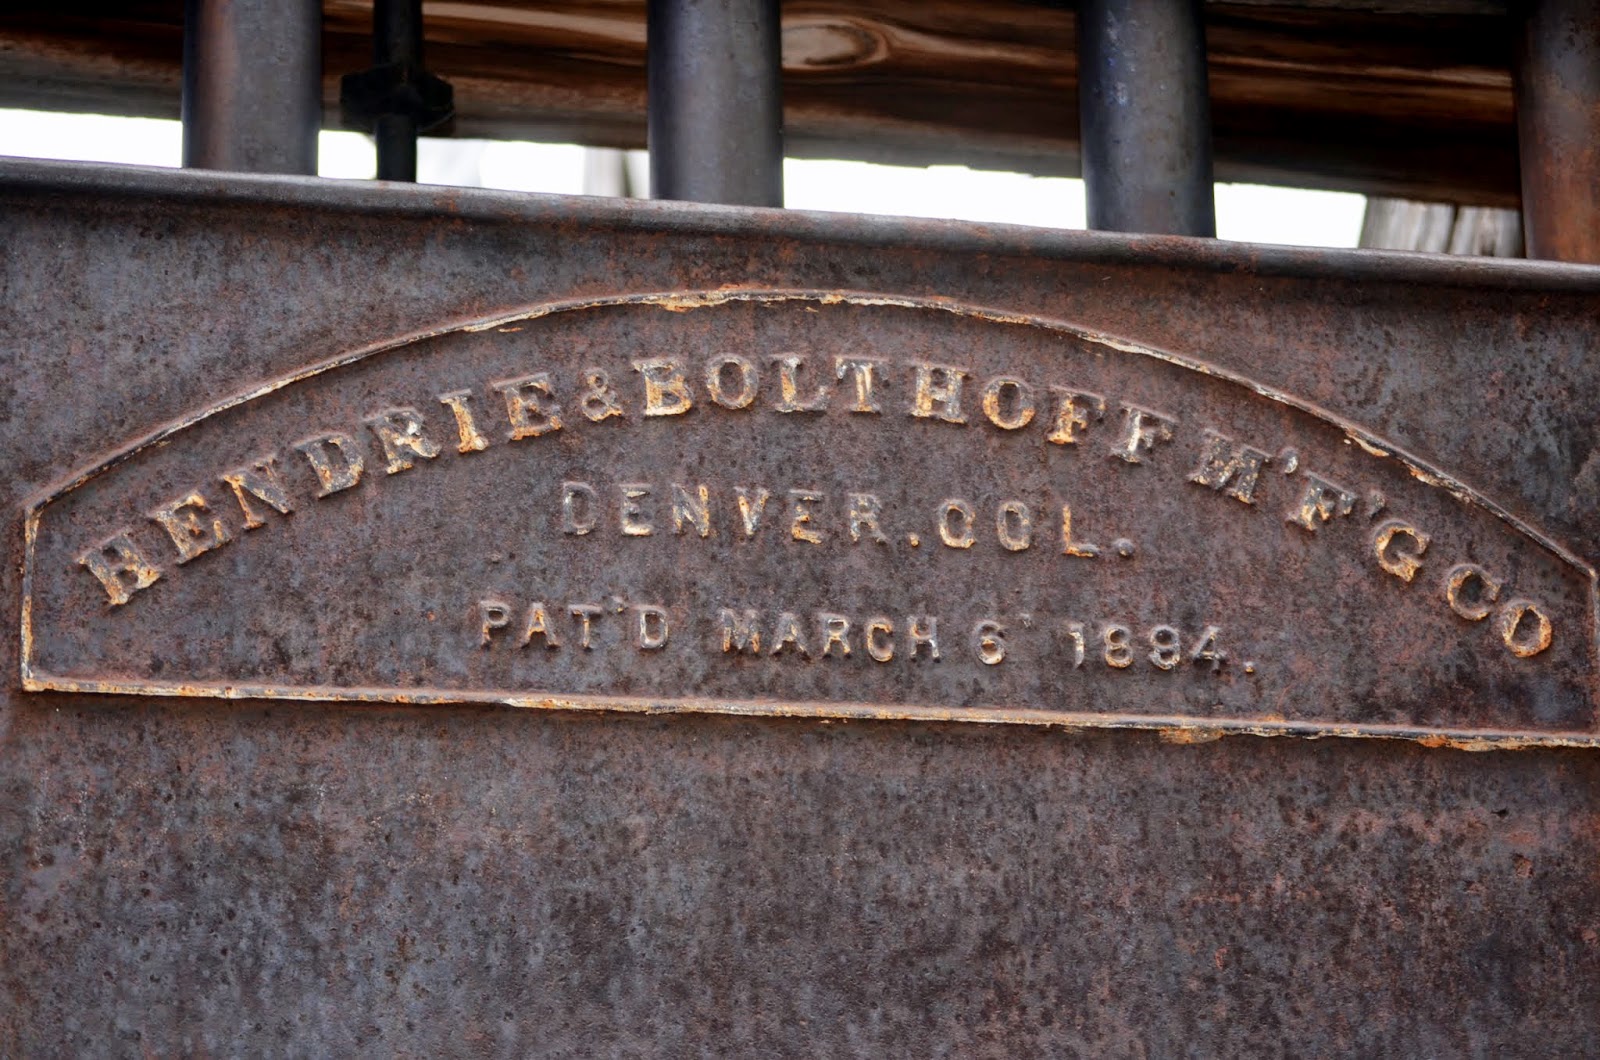 HENDRIE & BOLTHOFF M'F'G CO
DENVER, COL.
PAT'D MARCH 6 1894.